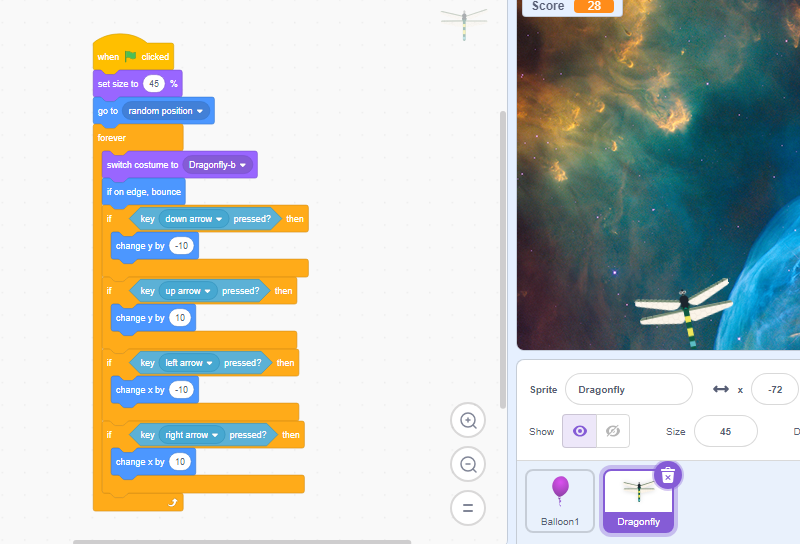 when clicked
set size to 45 %
go to random position
forever
switch costume to Dragonfly-b
if on edge, bounce
if key down arrow pressed? then
change y by -10
if key up arrow pressed? then
change y by 10
if key left arrow pressed? then
change x by -10
if key right arrow pressed? then
change x by 10
Score 28
Sprite Dragonfly x -72
Show Size 45 D
Balloon1 Dragonfly